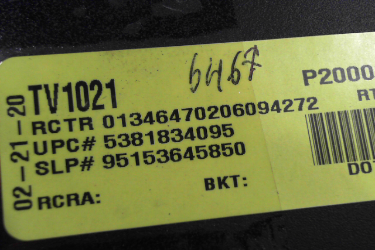 6467
02-21-20
TV1021
P2000
RCTR 01346470206094272
UPC# 5381834095
SLP# 95153645850
RCRA:
BKT: